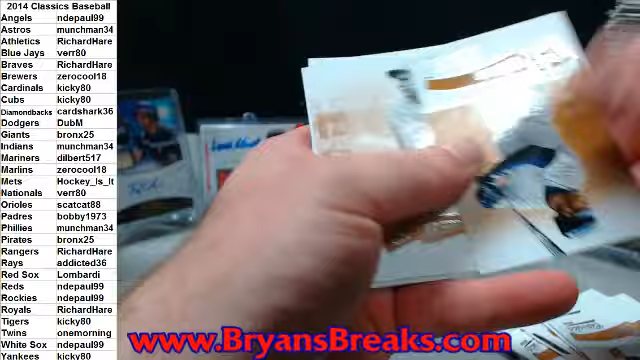 2014 Classics Baseball
Angels ndepaul99
Astros munchman34
Athletics RichardHare
Blue Jays verr80
Braves RichardHare
Brewers zerocool18
Cardinals kicky80
Cubs kicky80
Diamondbacks cardshark36
Dodgers DubM
Giants bronx25
Indians munchman34
Mariners dilbert517
Marlins zerocool18
Mets Hockey_Is_It
Nationals verr80
Orioles scatcat88
Padres bobby1973
Phillies munchman34
Pirates bronx25
Rangers RichardHare
Rays addicted36
Red Sox Lombardi
Reds ndepaul99
Rockies ndepaul99
Royals RichardHare
Tigers kicky80
Twins onemorning
White Sox ndepaul99
Yankees kicky80
www.BryansBreaks.com